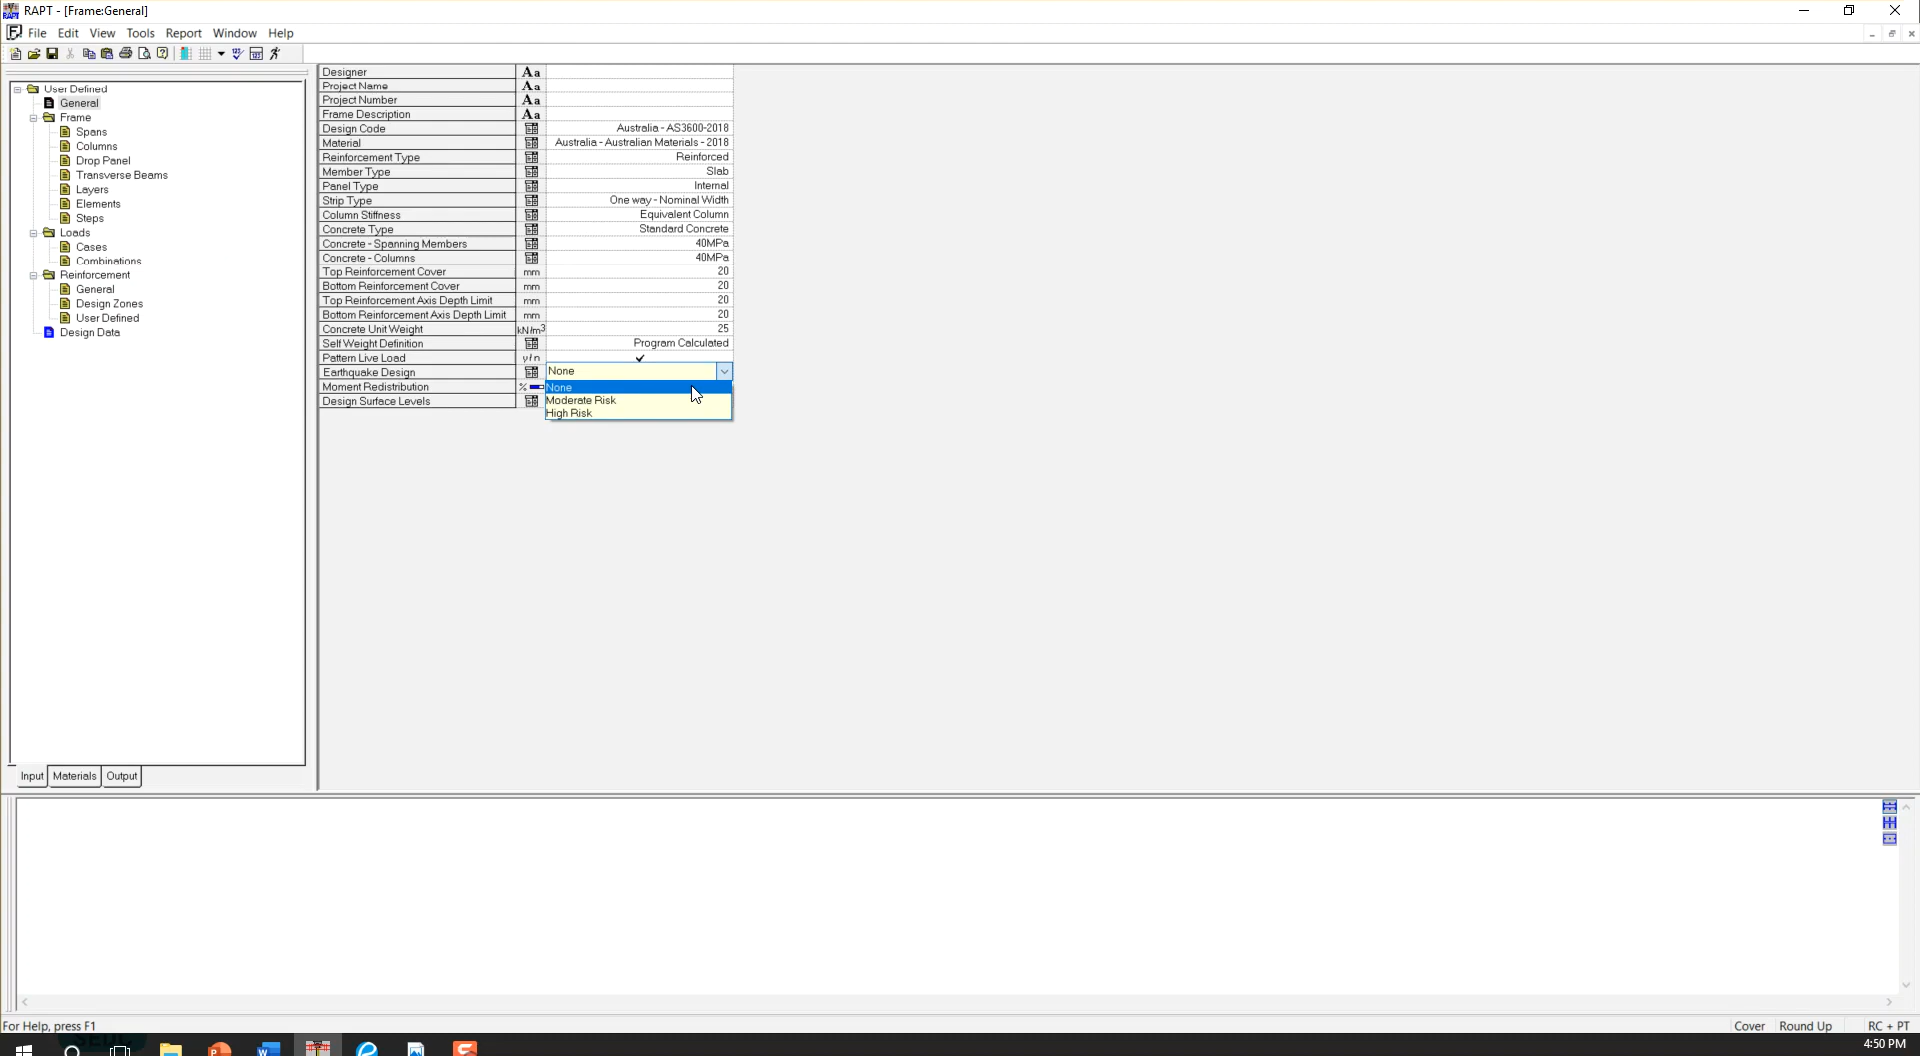 RAPT - [Frame:General]
File Edit View Tools Report Window Help
User Defined
General
Frame
Spans
Columns
Drop Panel
Transverse Beams
Layers
Elements
Steps
Loads
Cases
Combinations
Reinforcement
General
Design Zones
User Defined
Design Data
Input Materials Output
Designer Aa
Project Name Aa
Project Number Aa
Frame Description Aa
Design Code Australia - AS3600-2018
Material Australia - Australian Materials - 2018
Reinforcement Type Reinforced
Member Type Slab
Panel Type Internal
Strip Type One way - Nominal Width
Column Stiffness Equivalent Column
Concrete Type Standard Concrete
Concrete - Spanning Members 40MPa
Concrete - Columns 40MPa
Top Reinforcement Cover mm 20
Bottom Reinforcement Cover mm 20
Top Reinforcement Axis Depth Limit mm 20
Bottom Reinforcement Axis Depth Limit mm 20
Concrete Unit Weight kN/m3 25
Self Weight Definition Program Calculated
Pattern Live Load y/n ✓
Earthquake Design None
Moment Redistribution % None
Moderate Risk
Design Surface Levels High Risk
For Help, press F1 Cover Round Up RC + PT
4:50 PM